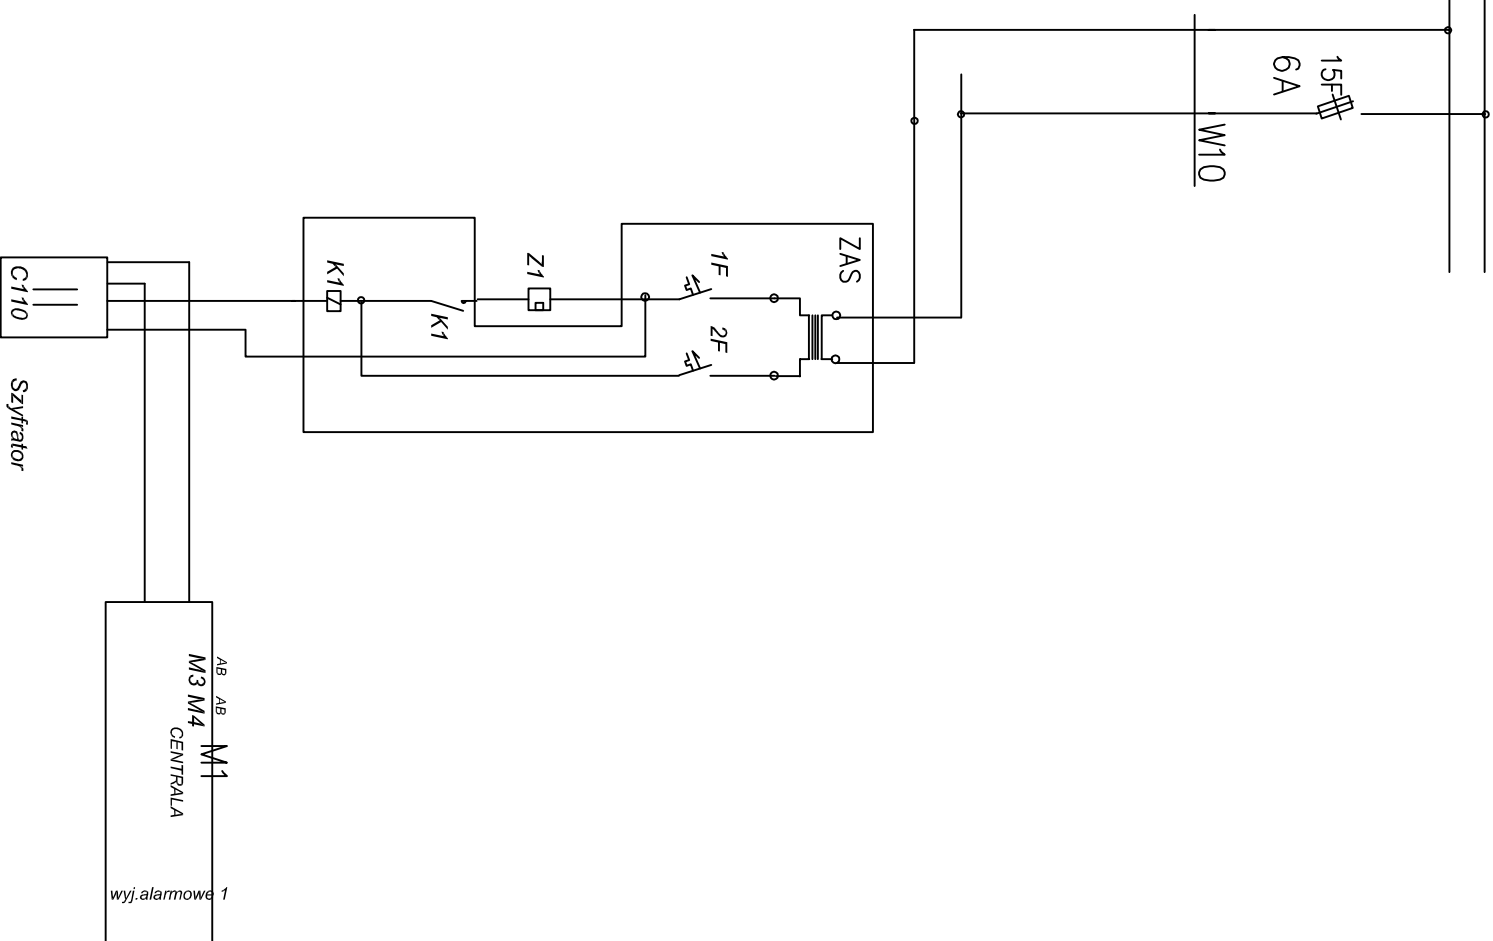 15F
6A
W10
ZAS
1F
2F
Z1
K1
K1
C110
Szyfrator
AB AB
M3 M4
M1
CENTRALA
wyj.alarmowe 1